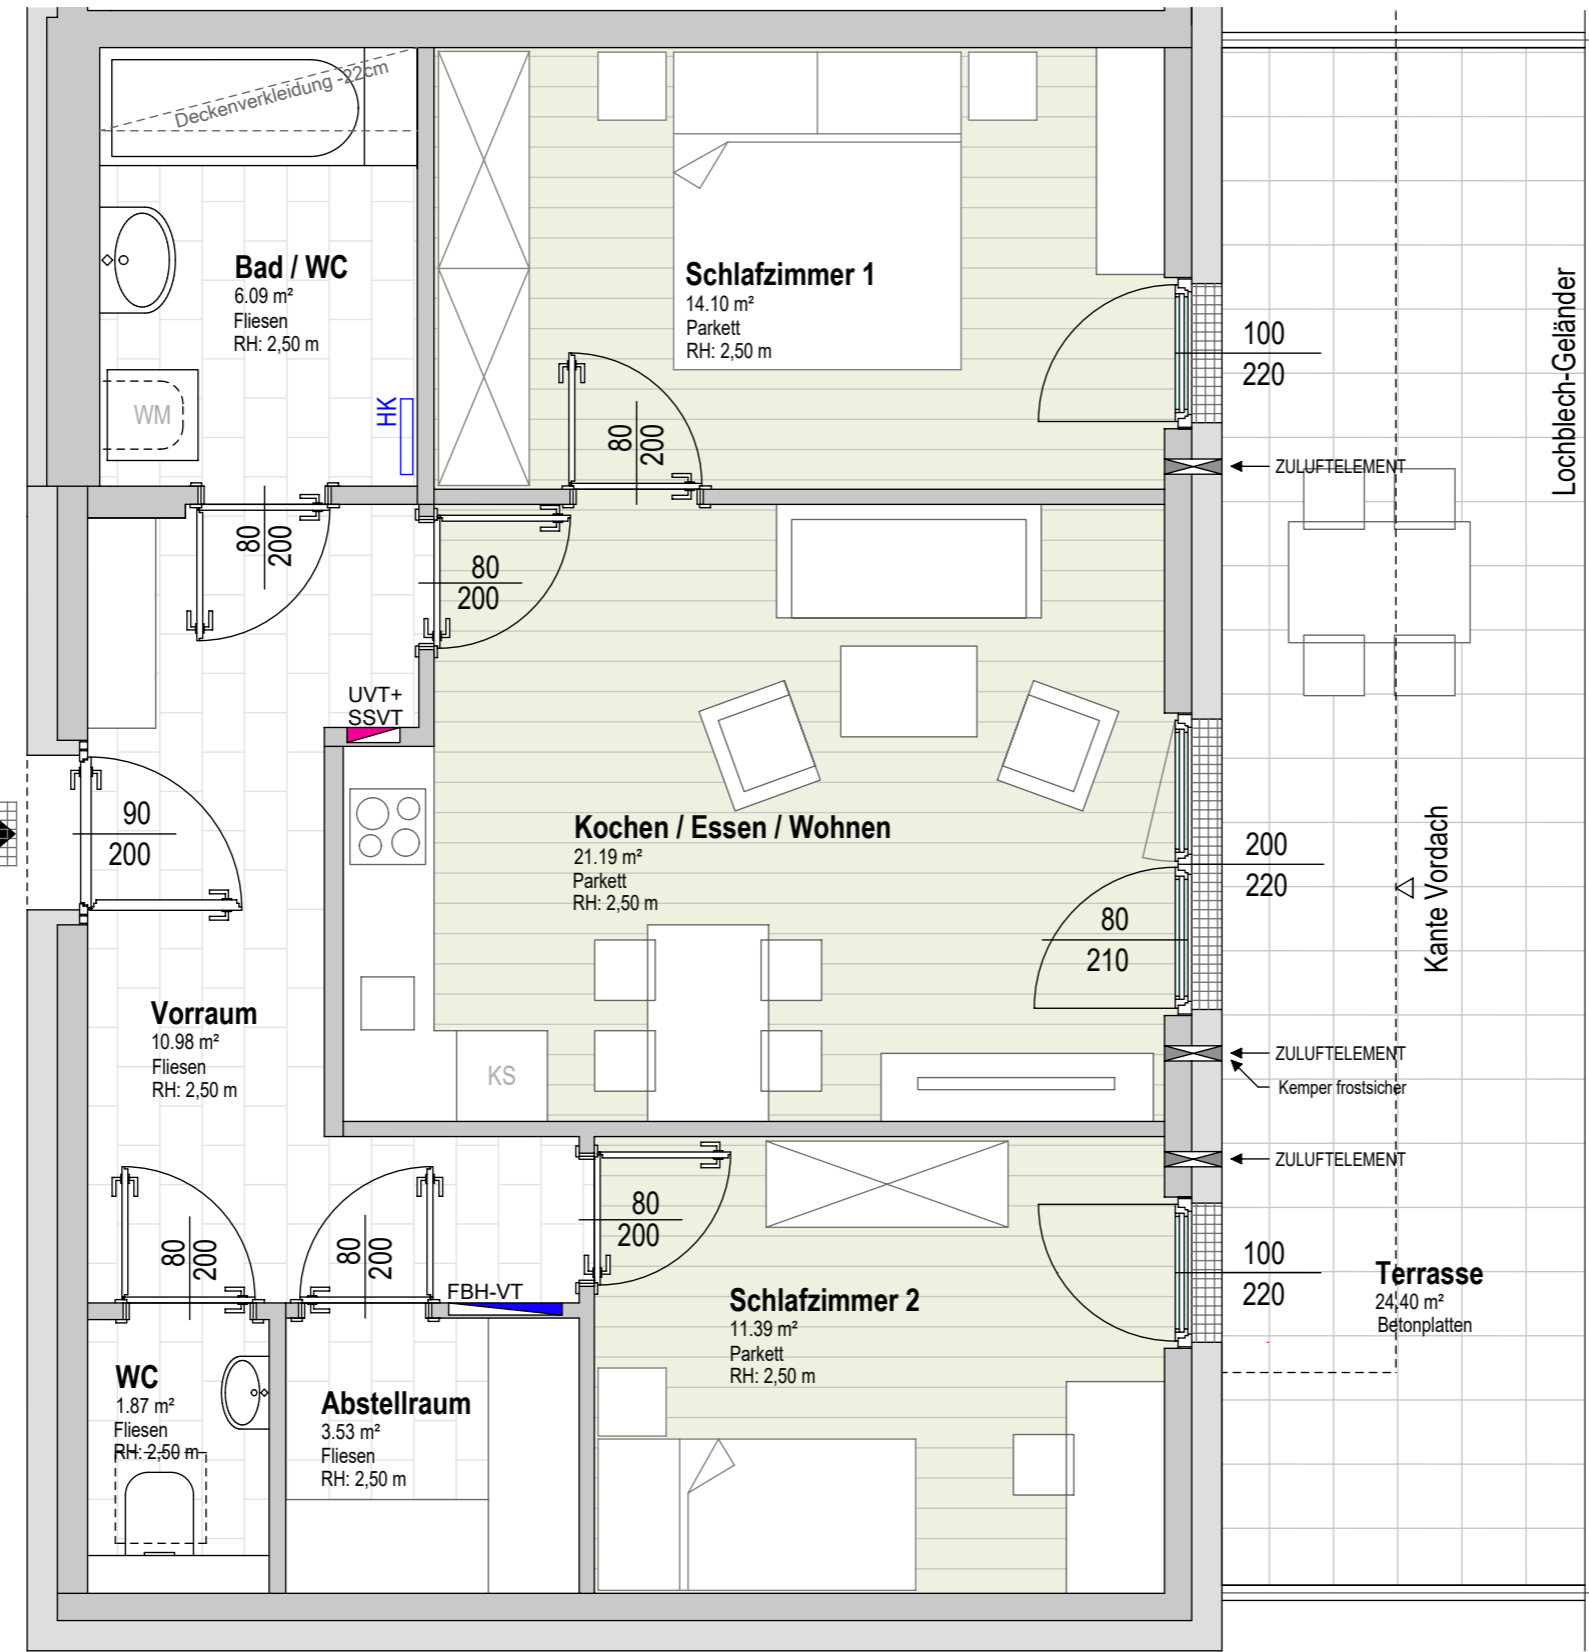 Deckenverkleidung -22cm
Bad / WC
6.09 m²
Fliesen
RH: 2,50 m
WM
HK
Schlafzimmer 1
14.10 m²
Parkett
RH: 2,50 m
80
200
100
220
ZULUFTELEMENT
Lochblech-Geländer
80
200
80
200
UVT+
SSVT
90
200
Kochen / Essen / Wohnen
21.19 m²
Parkett
RH: 2,50 m
200
220
80
210
Kante Vordach
Vorraum
10.98 m²
Fliesen
RH: 2,50 m
KS
ZULUFTELEMENT
Kemper frostsicher
ZULUFTELEMENT
80
200
80
200
80
200
FBH-VT
Schlafzimmer 2
11.39 m²
Parkett
RH: 2,50 m
100
220
Terrasse
24.40 m²
Betonplatten
WC
1.87 m²
Fliesen
RH: 2,50 m
Abstellraum
3.53 m²
Fliesen
RH: 2,50 m